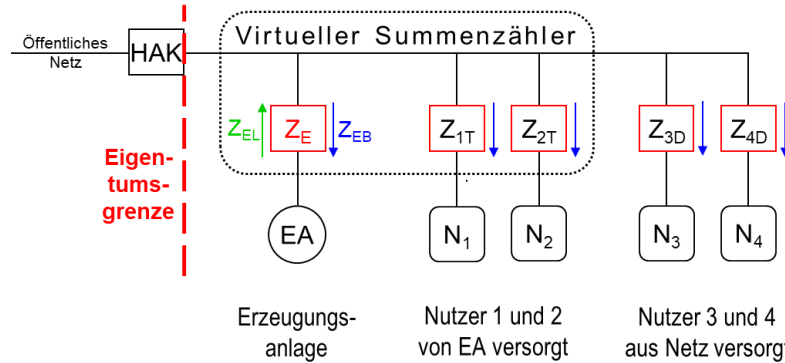 Öffentliches
Netz
HAK
Virtueller Summenzähler
Z_EL
Z_E
Z_EB
Z_1T
Z_2T
Z_3D
Z_4D
Eigen-
tums-
grenze
EA
N_1
N_2
N_3
N_4
Erzeugungs-
anlage
Nutzer 1 und 2
von EA versorgt
Nutzer 3 und 4
aus Netz versorgt